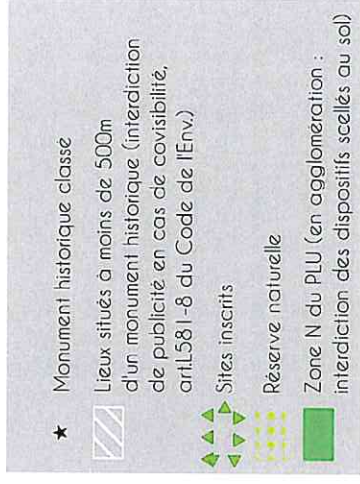 Monument historique classé
Lieux situés à moins de 500m
d'un monument historique (interdiction
de publicité en cas de covisibilité,
art.L581-8 du Code de l'Env.)
Sites inscrits
Réserve naturelle
Zone N du PLU (en agglomération :
interdiction des dispositifs scellés au sol)